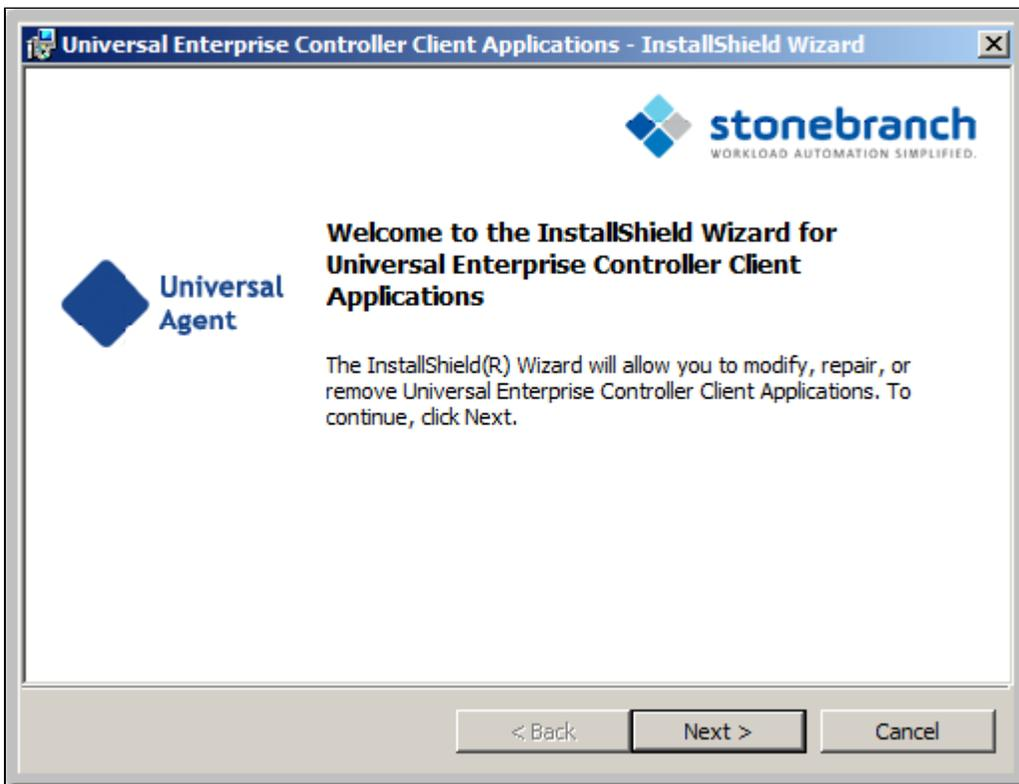 Universal Enterprise Controller Client Applications - InstallShield Wizard
stonebranch
WORKLOAD AUTOMATION SIMPLIFIED.
Universal
Agent
Welcome to the InstallShield Wizard for
Universal Enterprise Controller Client
Applications
The InstallShield(R) Wizard will allow you to modify, repair, or
remove Universal Enterprise Controller Client Applications. To
continue, click Next.
< Back
Next >
Cancel